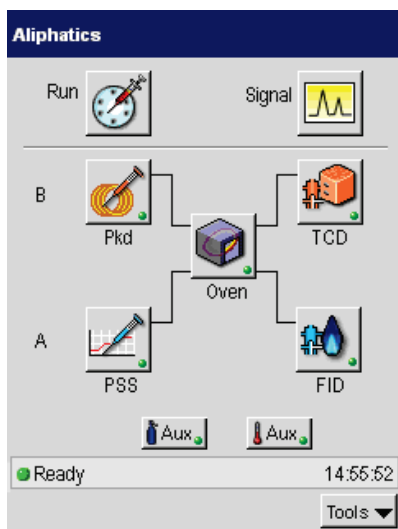 Aliphatics
Run Signal
B
Pkd TCD
Oven
A
PSS FID
Aux Aux
Ready 14:55:52
Tools